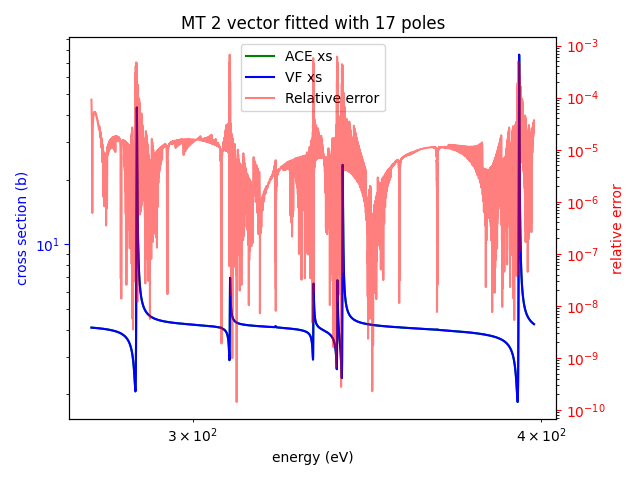 MT 2 vector fitted with 17 poles
ACE xs
VF xs
Relative error
cross section (b)
10¹
relative error
10⁻³
10⁻⁴
10⁻⁵
10⁻⁶
10⁻⁷
10⁻⁸
10⁻⁹
10⁻¹⁰
3 × 10²
4 × 10²
energy (eV)